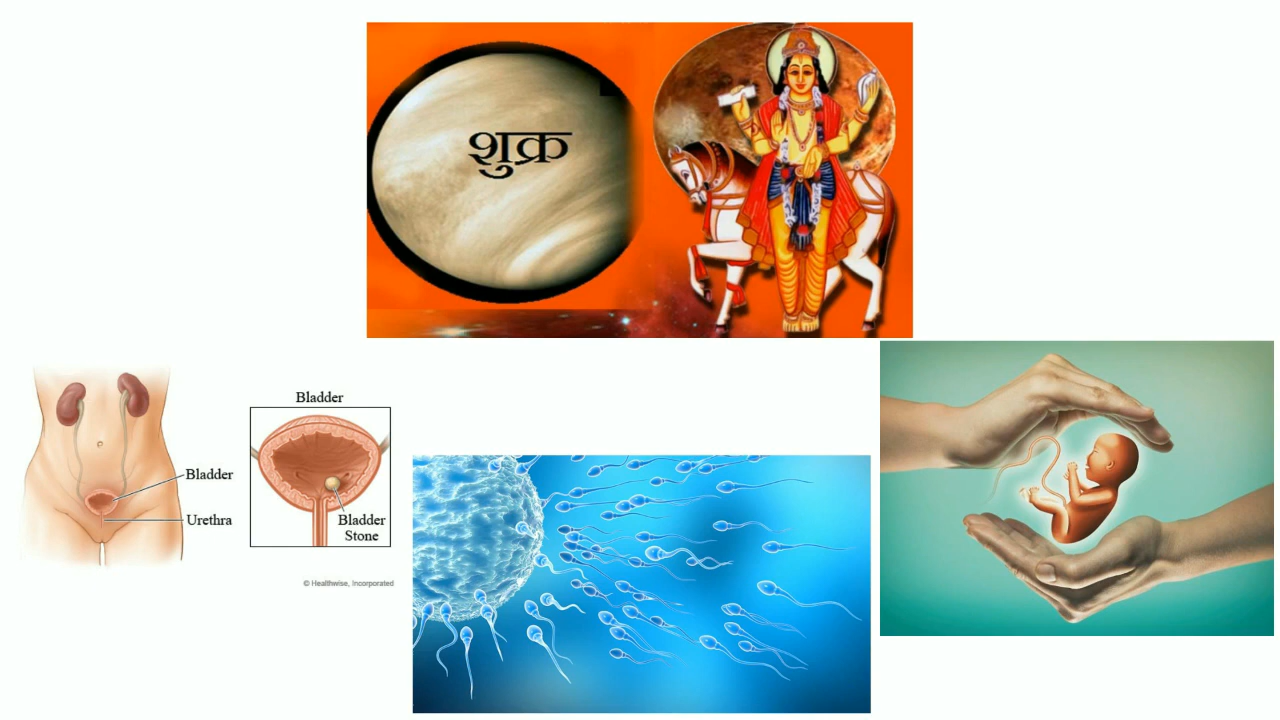 शुक्र
Bladder
Bladder
Urethra
Bladder
Stone
© Healthwise, Incorporated